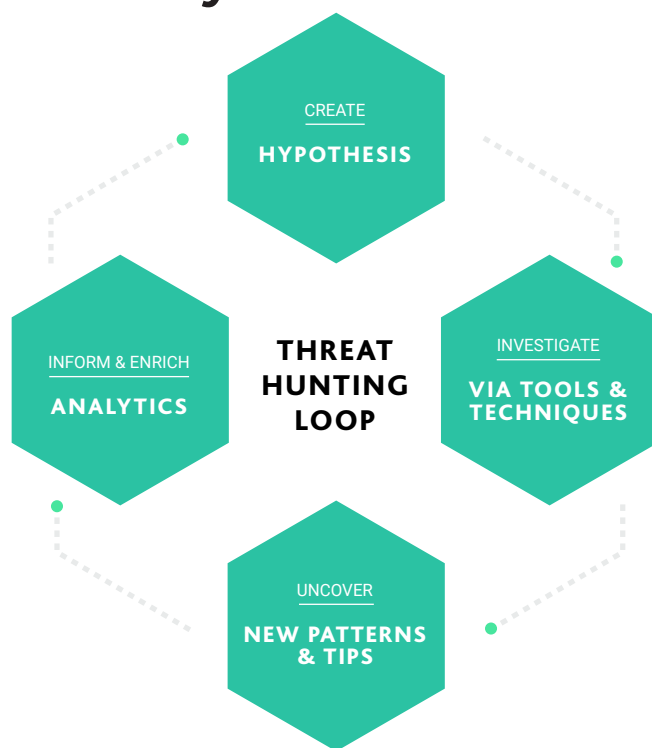 CREATE
HYPOTHESIS
THREAT
HUNTING
LOOP
INVESTIGATE
VIA TOOLS &
TECHNIQUES
UNCOVER
NEW PATTERNS
& TIPS
INFORM & ENRICH
ANALYTICS